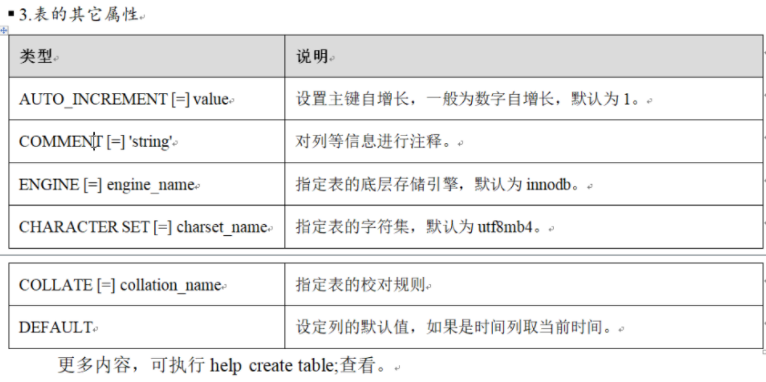 3.表的其它属性
类型 说明
AUTO_INCREMENT [=] value 设置主键自增长，一般为数字自增长，默认为 1。
COMMENT [=] 'string' 对列等信息进行注释。
ENGINE [=] engine_name 指定表的底层存储引擎，默认为 innodb。
CHARACTER SET [=] charset_name 指定表的字符集，默认为 utf8mb4。
COLLATE [=] collation_name 指定表的校对规则
DEFAULT 设定列的默认值，如果是时间列取当前时间。
更多内容，可执行 help create table;查看。